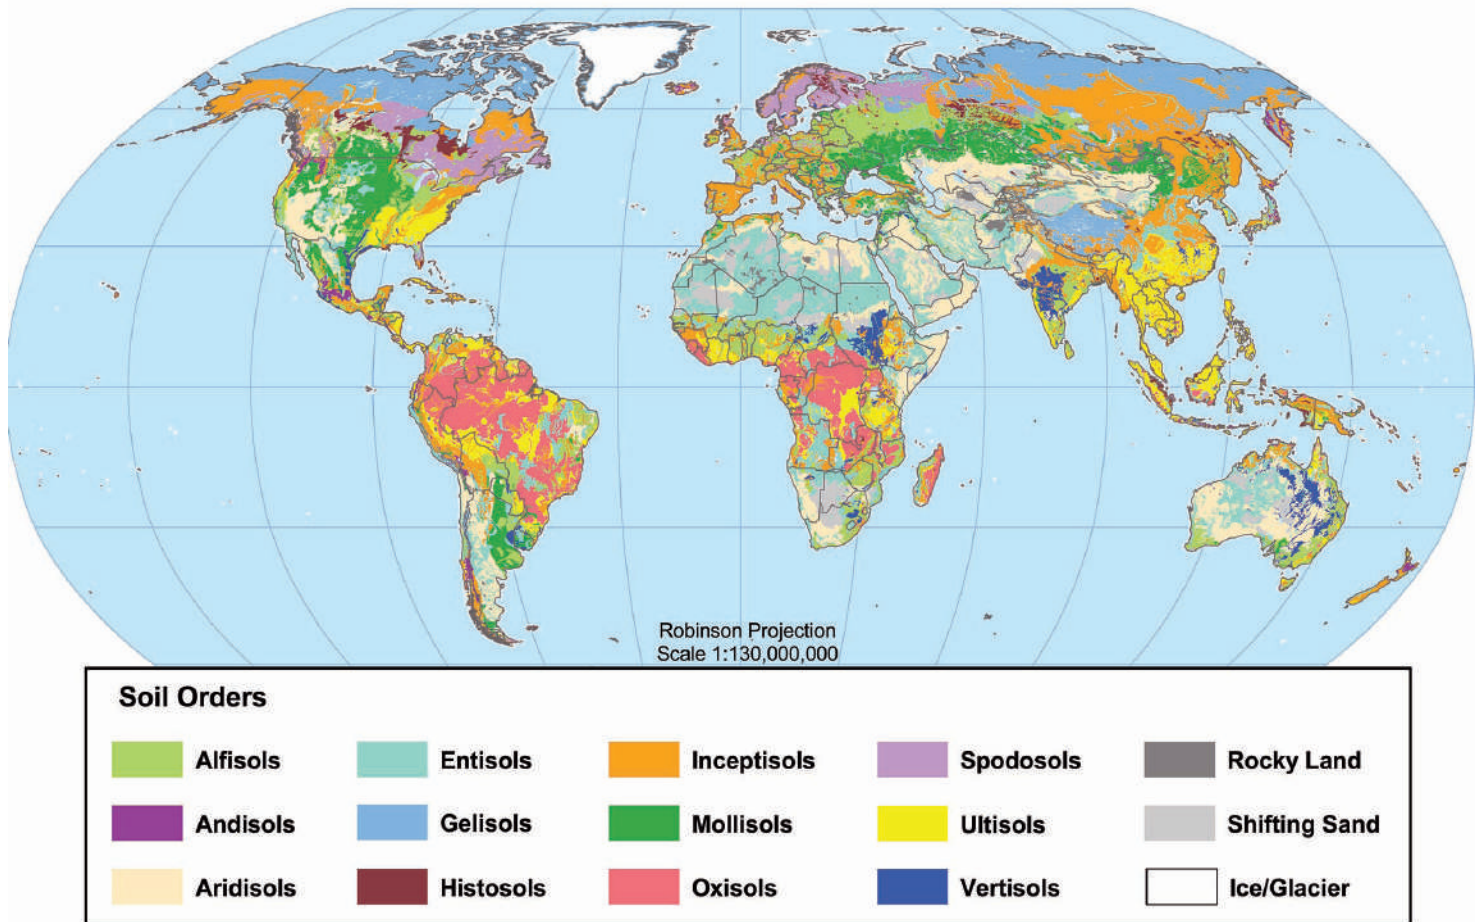 Robinson Projection
Scale 1:130,000,000
Soil Orders
Alfisols
Entisols
Inceptisols
Spodosols
Rocky Land
Andisols
Gelisols
Mollisols
Ultisols
Shifting Sand
Aridisols
Histosols
Oxisols
Vertisols
Ice/Glacier